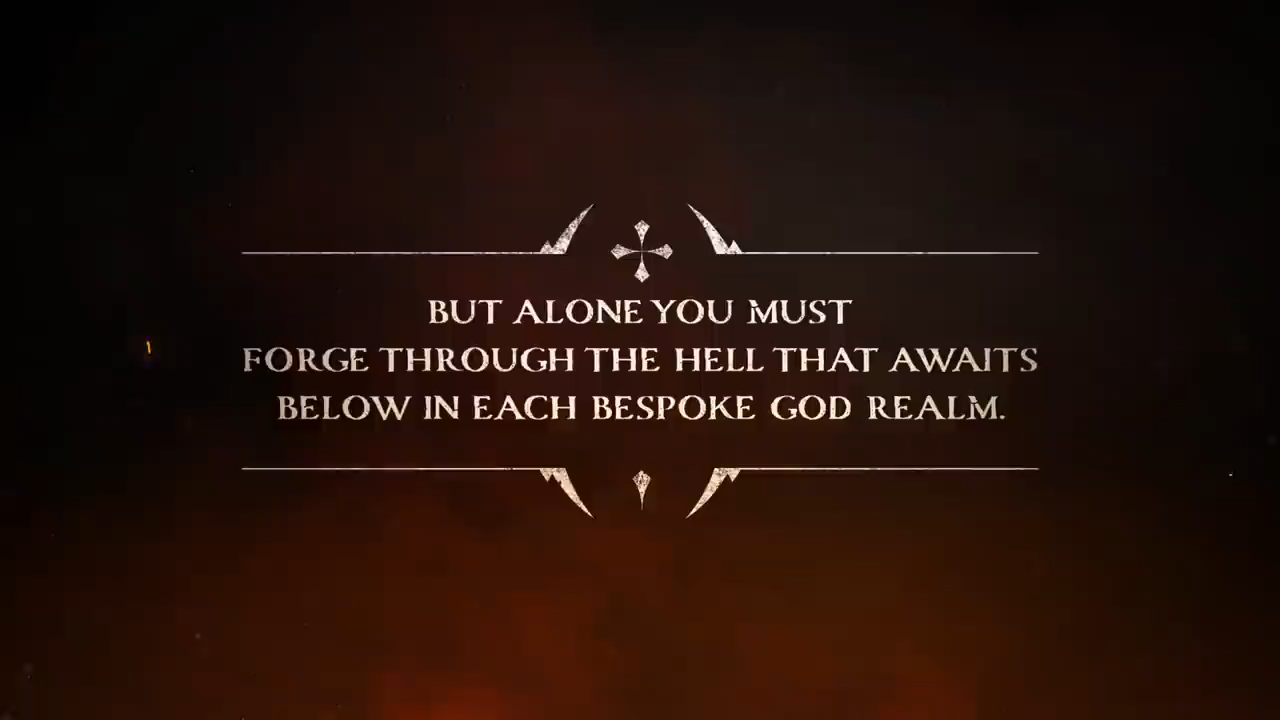 BUT ALONE YOU MUST
FORGE THROUGH THE HELL THAT AWAITS
BELOW IN EACH BESPOKE GOD REALM.